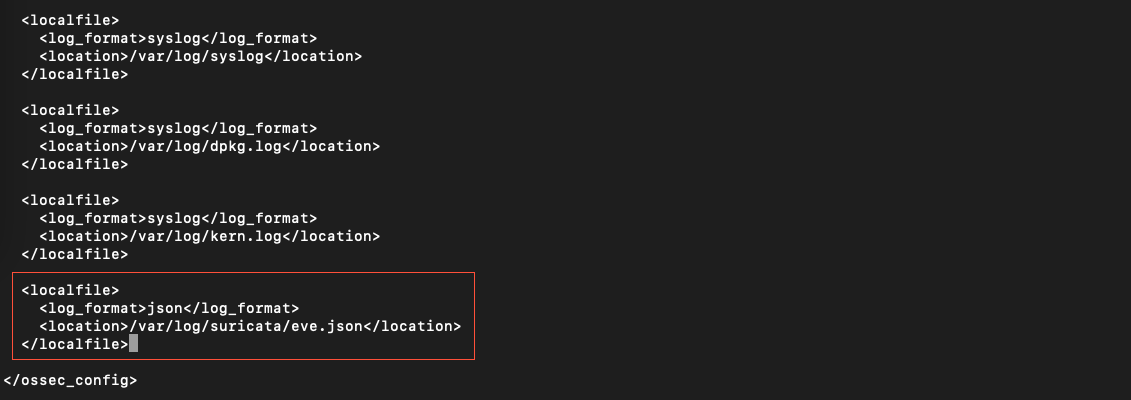 <localfile>
<log_format>syslog</log_format>
<location>/var/log/syslog</location>
</localfile>
<localfile>
<log_format>syslog</log_format>
<location>/var/log/dpkg.log</location>
</localfile>
<localfile>
<log_format>syslog</log_format>
<location>/var/log/kern.log</location>
</localfile>
<localfile>
<log_format>json</log_format>
<location>/var/log/suricata/eve.json</location>
</localfile>
</ossec_config>